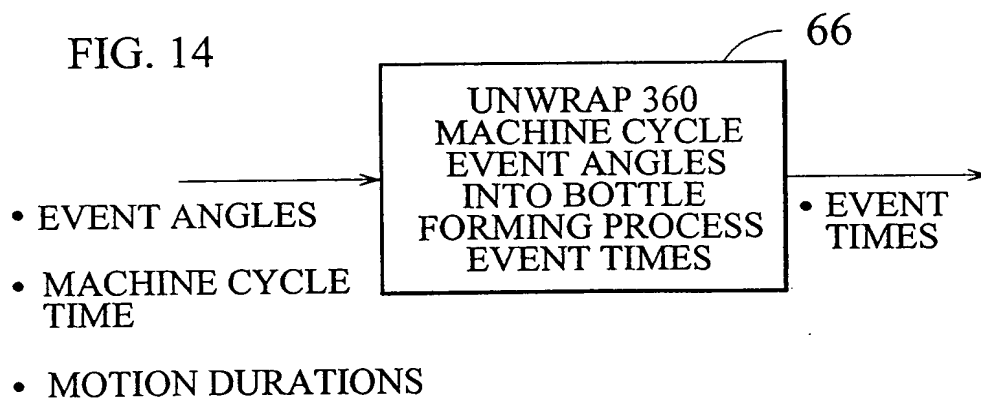 FIG. 14
66
UNWRAP 360
MACHINE CYCLE
EVENT ANGLES
INTO BOTTLE
FORMING PROCESS
EVENT TIMES
• EVENT ANGLES
• MACHINE CYCLE
TIME
• MOTION DURATIONS
• EVENT
TIMES